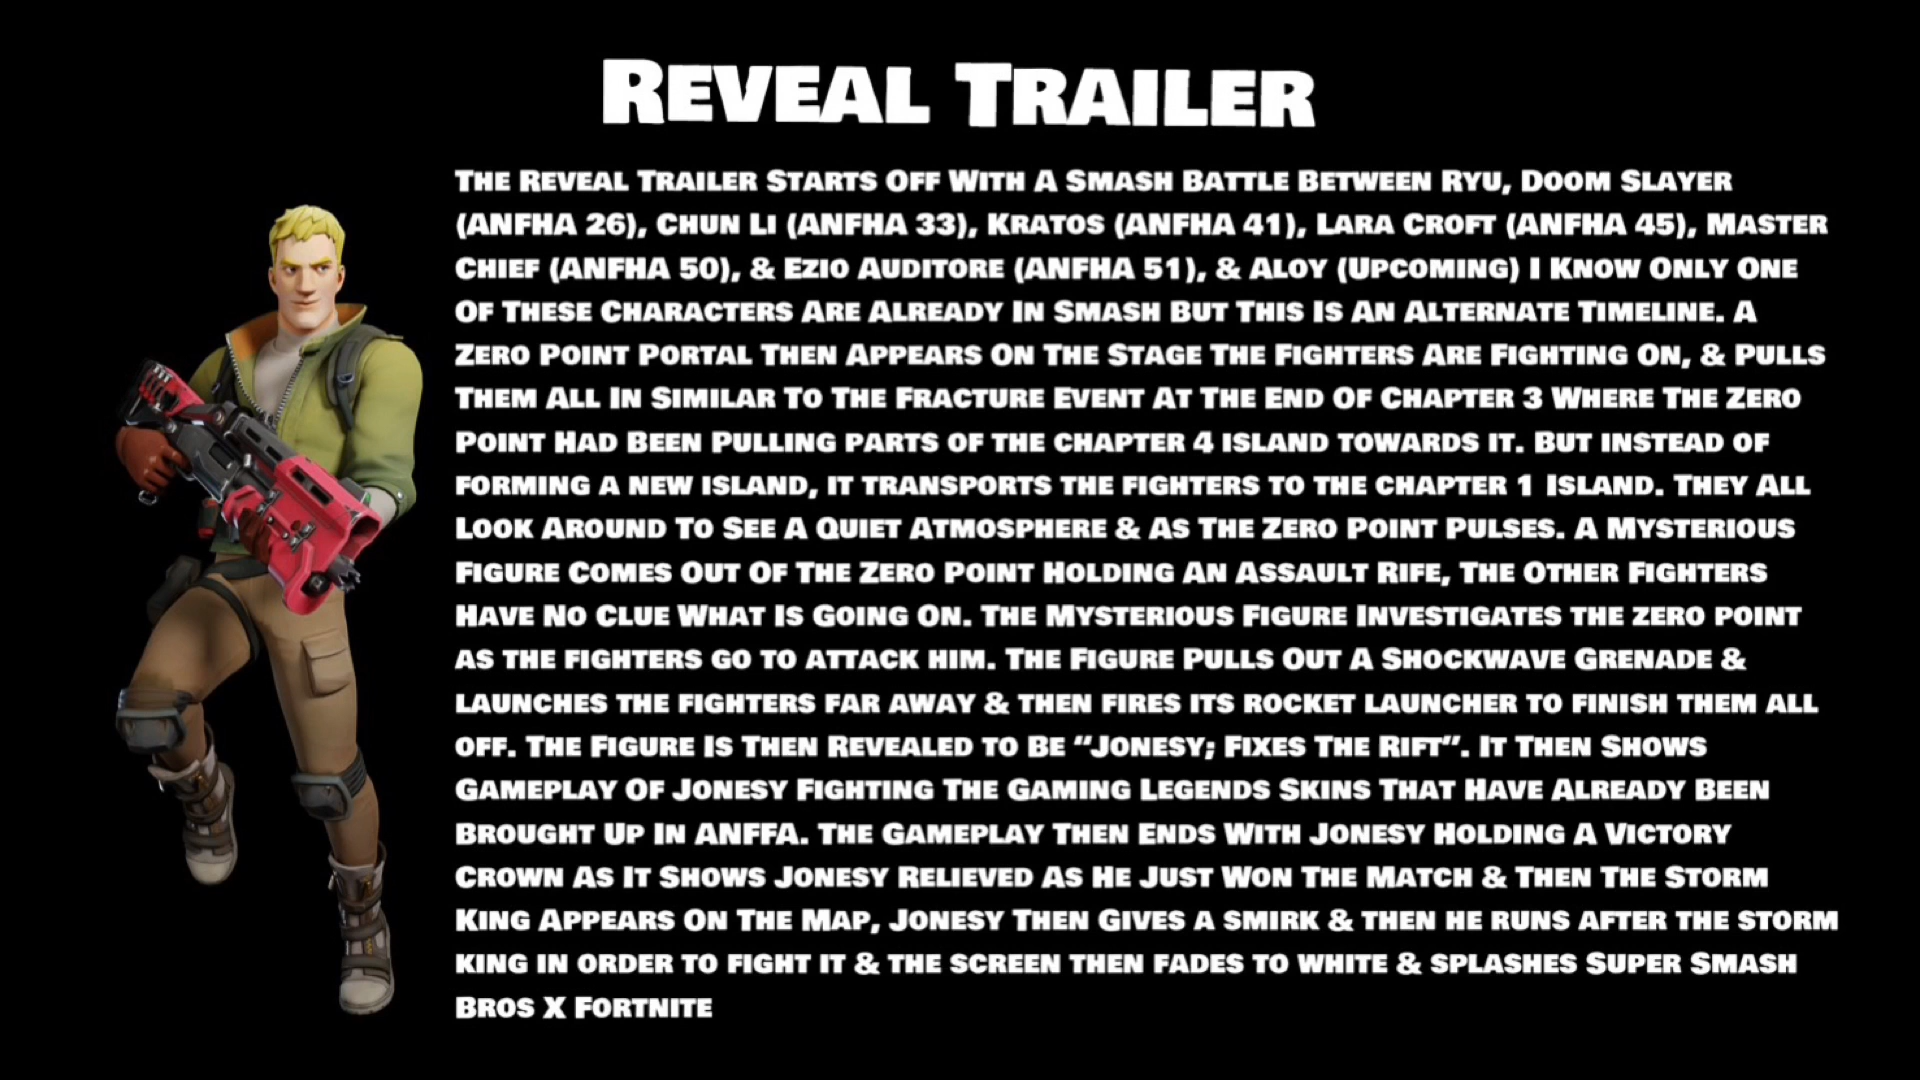 Reveal Trailer
The Reveal Trailer Starts Off With A Smash Battle Between Ryu, Doom Slayer
(ANFHA 26), Chun Li (ANFHA 33), Kratos (ANFHA 41), Lara Croft (ANFHA 45), Master
Chief (ANFHA 50), & Ezio Auditore (ANFHA 51), & Aloy (Upcoming) I Know Only One
Of These Characters Are Already In Smash But This Is An Alternate Timeline. A
Zero Point Portal Then Appears On The Stage The Fighters Are Fighting On, & Pulls
Them All In Similar To The Fracture Event At The End Of Chapter 3 Where The Zero
Point Had Been Pulling parts of the chapter 4 island towards it. But instead of
forming a new island, it transports the fighters to the chapter 1 Island. They All
Look Around To See A Quiet Atmosphere & As The Zero Point Pulses. A Mysterious
Figure Comes Out Of The Zero Point Holding An Assault Rife, The Other Fighters
Have No Clue What Is Going On. The Mysterious Figure Investigates the zero point
as the fighters go to attack him. The Figure Pulls Out A Shockwave Grenade &
launches the fighters far away & then fires its rocket launcher to finish them all
off. The Figure Is Then Revealed to Be “Jonesy; Fixes The Rift”. It Then Shows
Gameplay Of Jonesy Fighting The Gaming Legends Skins That Have Already Been
Brought Up In ANFFA. The Gameplay Then Ends With Jonesy Holding A Victory
Crown As It Shows Jonesy Relieved As He Just Won The Match & Then The Storm
King Appears On The Map, Jonesy Then Gives a smirk & then he runs after the storm
king in order to fight it & the screen then fades to white & splashes Super Smash
Bros X Fortnite